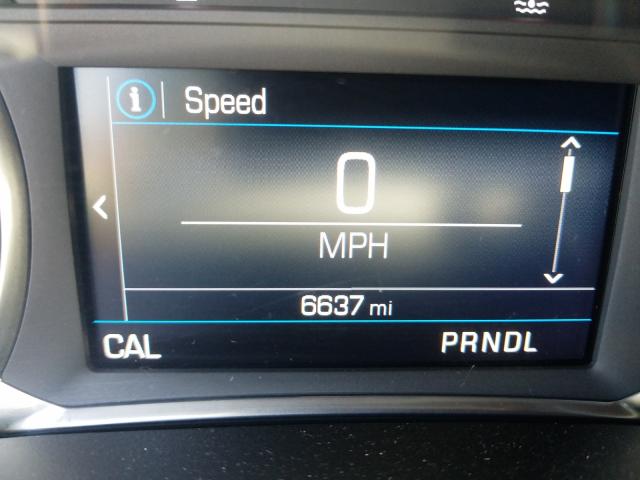 i Speed
0
MPH
6637 mi
CAL PRNDL